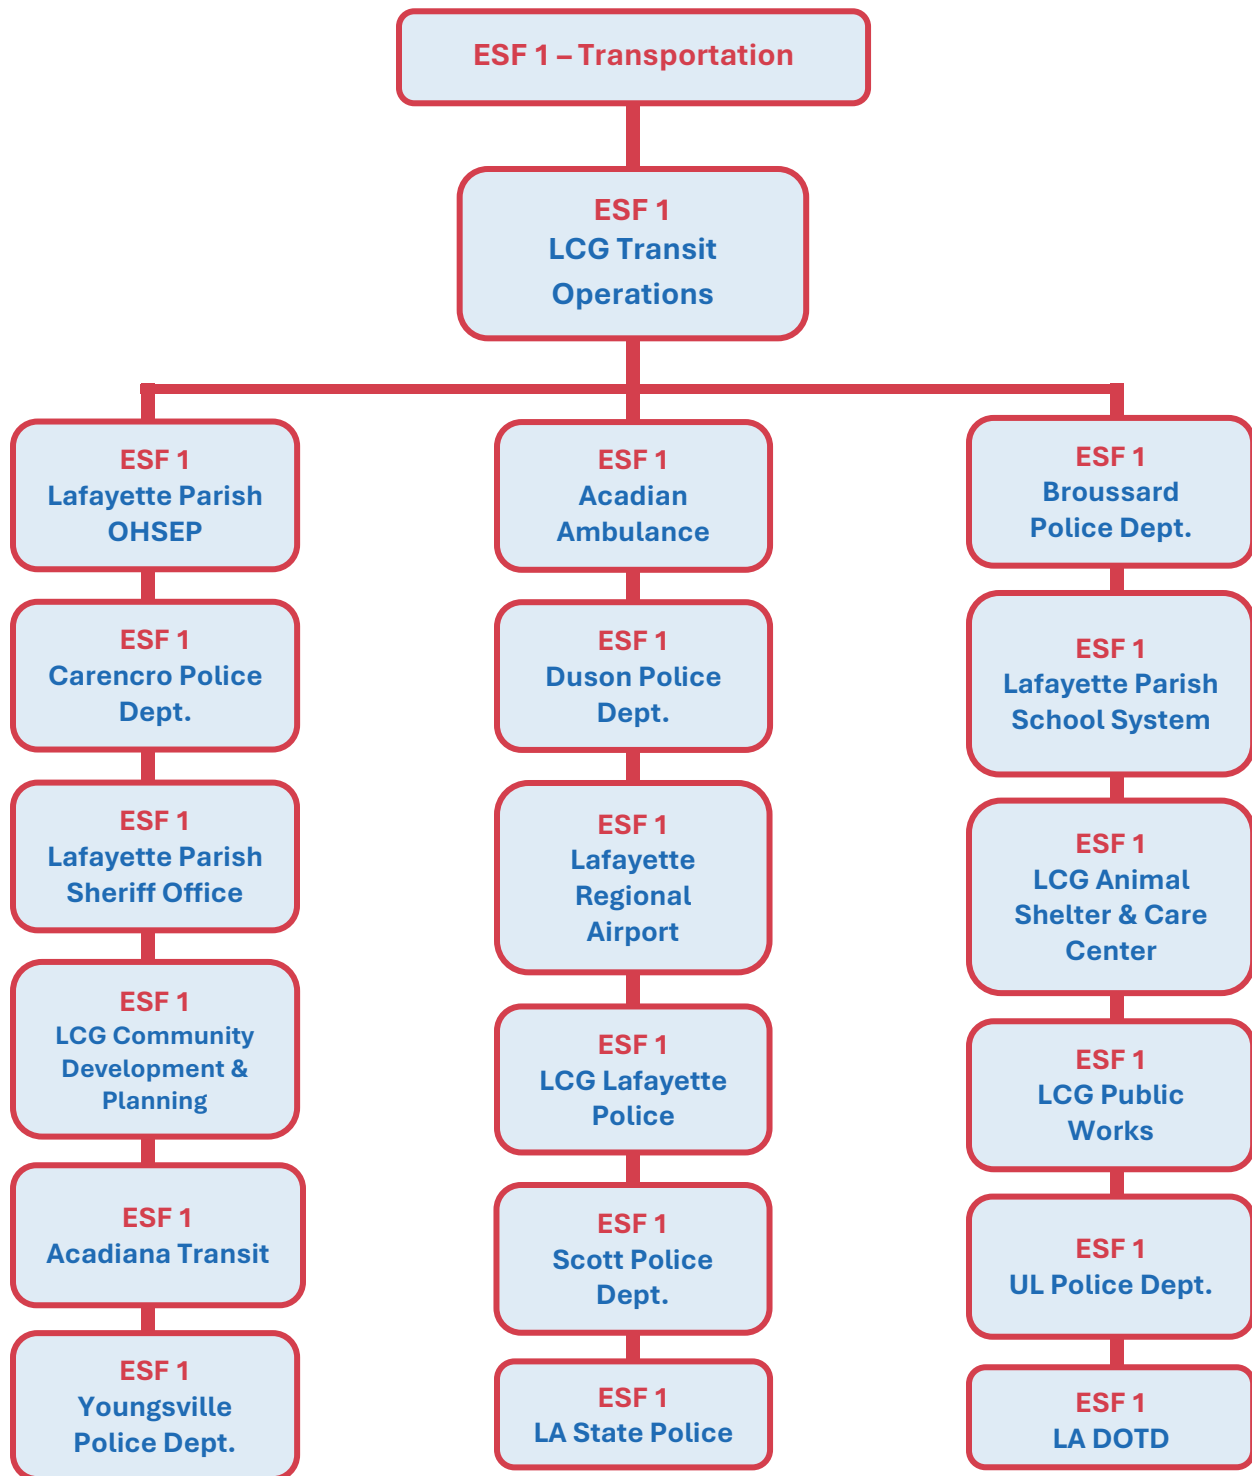 ESF 1 – Transportation
ESF 1
LCG Transit
Operations
ESF 1
Lafayette Parish
OHSEP
ESF 1
Carencro Police
Dept.
ESF 1
Lafayette Parish
Sheriff Office
ESF 1
LCG Community
Development &
Planning
ESF 1
Acadiana Transit
ESF 1
Youngsville
Police Dept.
ESF 1
Acadian
Ambulance
ESF 1
Duson Police
Dept.
ESF 1
Lafayette
Regional
Airport
ESF 1
LCG Lafayette
Police
ESF 1
Scott Police
Dept.
ESF 1
LA State Police
ESF 1
Broussard
Police Dept.
ESF 1
Lafayette Parish
School System
ESF 1
LCG Animal
Shelter & Care
Center
ESF 1
LCG Public
Works
ESF 1
UL Police Dept.
ESF 1
LA DOTD